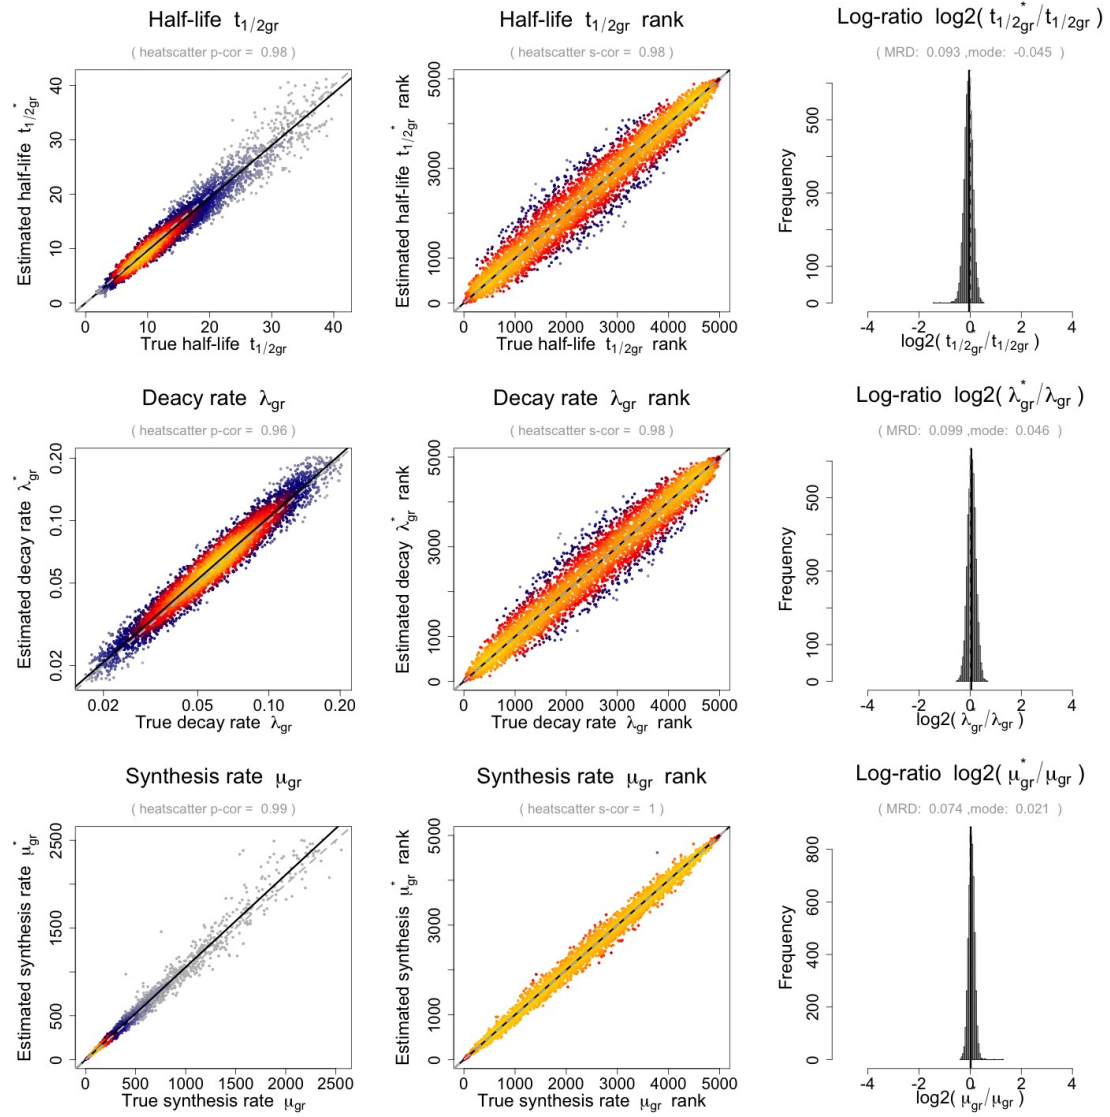 Half-life t1/2gr
( heatscatter p-cor = 0.98 )
Estimated half-life t*1/2gr
0 10 20 30 40
0 10 20 30 40
True half-life t1/2gr
Half-life t1/2gr rank
( heatscatter s-cor = 0.98 )
Estimated half-life t*1/2gr rank
0 1000 3000 5000
0 1000 2000 3000 4000 5000
True half-life t1/2gr rank
Log-ratio log2( t*1/2gr/t1/2gr )
( MRD: 0.093 ,mode: -0.045 )
Frequency
0 100 300 500
-4 -2 0 2 4
log2( t*1/2gr/t1/2gr )
Deacy rate λgr
( heatscatter p-cor = 0.96 )
Estimated decay rate λ*gr
0.02 0.05 0.10 0.20
0.02 0.05 0.10 0.20
True decay rate λgr
Decay rate λgr rank
( heatscatter s-cor = 0.98 )
Estimated decay λ*gr rank
0 1000 3000 5000
0 1000 2000 3000 4000 5000
True decay rate λgr rank
Log-ratio log2( λ*gr/λgr )
( MRD: 0.099 ,mode: 0.046 )
Frequency
0 100 300 500
-4 -2 0 2 4
log2( λ*gr/λgr )
Synthesis rate μgr
( heatscatter p-cor = 0.99 )
Estimated synthesis rate μ*gr
0 500 1500 2500
0 500 1000 1500 2000 2500
True synthesis rate μgr
Synthesis rate μgr rank
( heatscatter s-cor = 1 )
Estimated synthesis μ*gr rank
0 1000 3000 5000
0 1000 2000 3000 4000 5000
True synthesis rate μgr rank
Log-ratio log2( μ*gr/μgr )
( MRD: 0.074 ,mode: 0.021 )
Frequency
0 200 400 600 800
-4 -2 0 2 4
log2( μ*gr/μgr )